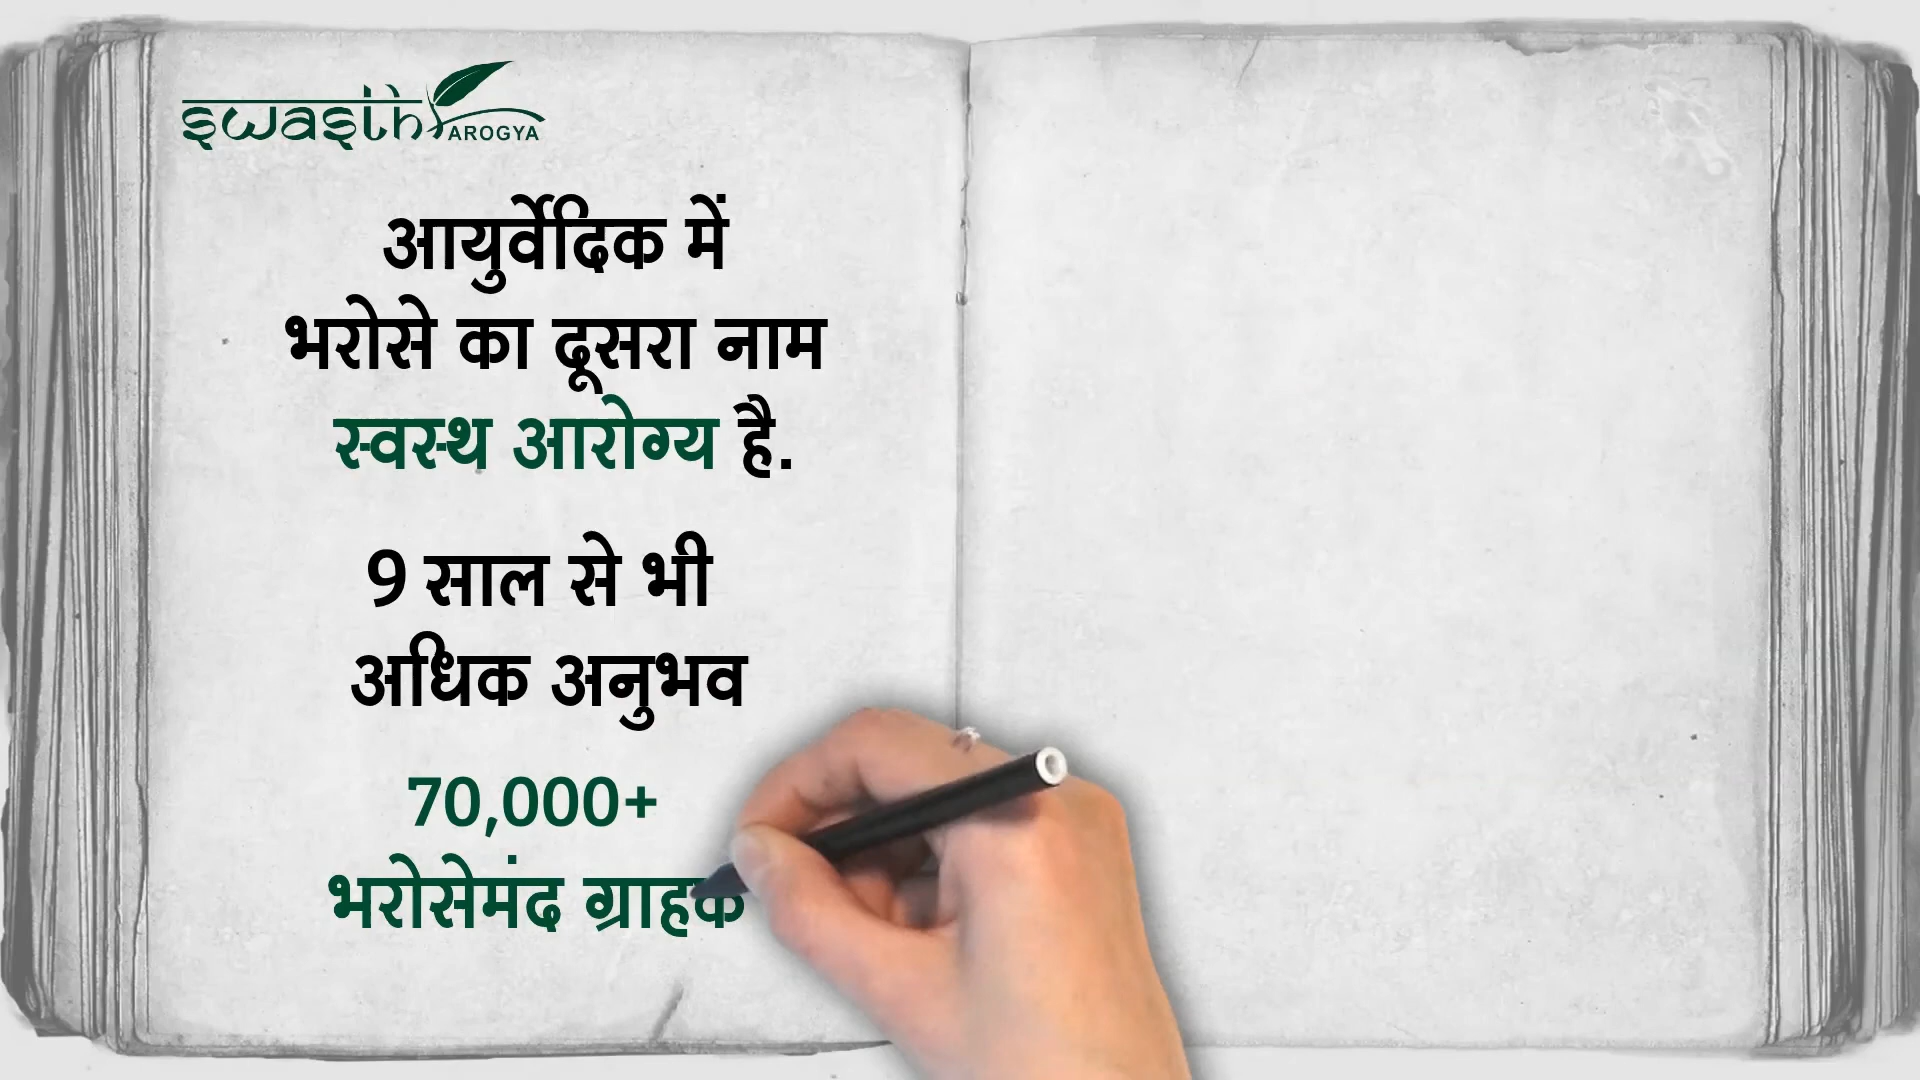 swasth AROGYA
आयुर्वेदिक में
भरोसे का दूसरा नाम
स्वस्थ आरोग्य है.
9 साल से भी
अधिक अनुभव
70,000+
भरोसेमंद ग्राहक